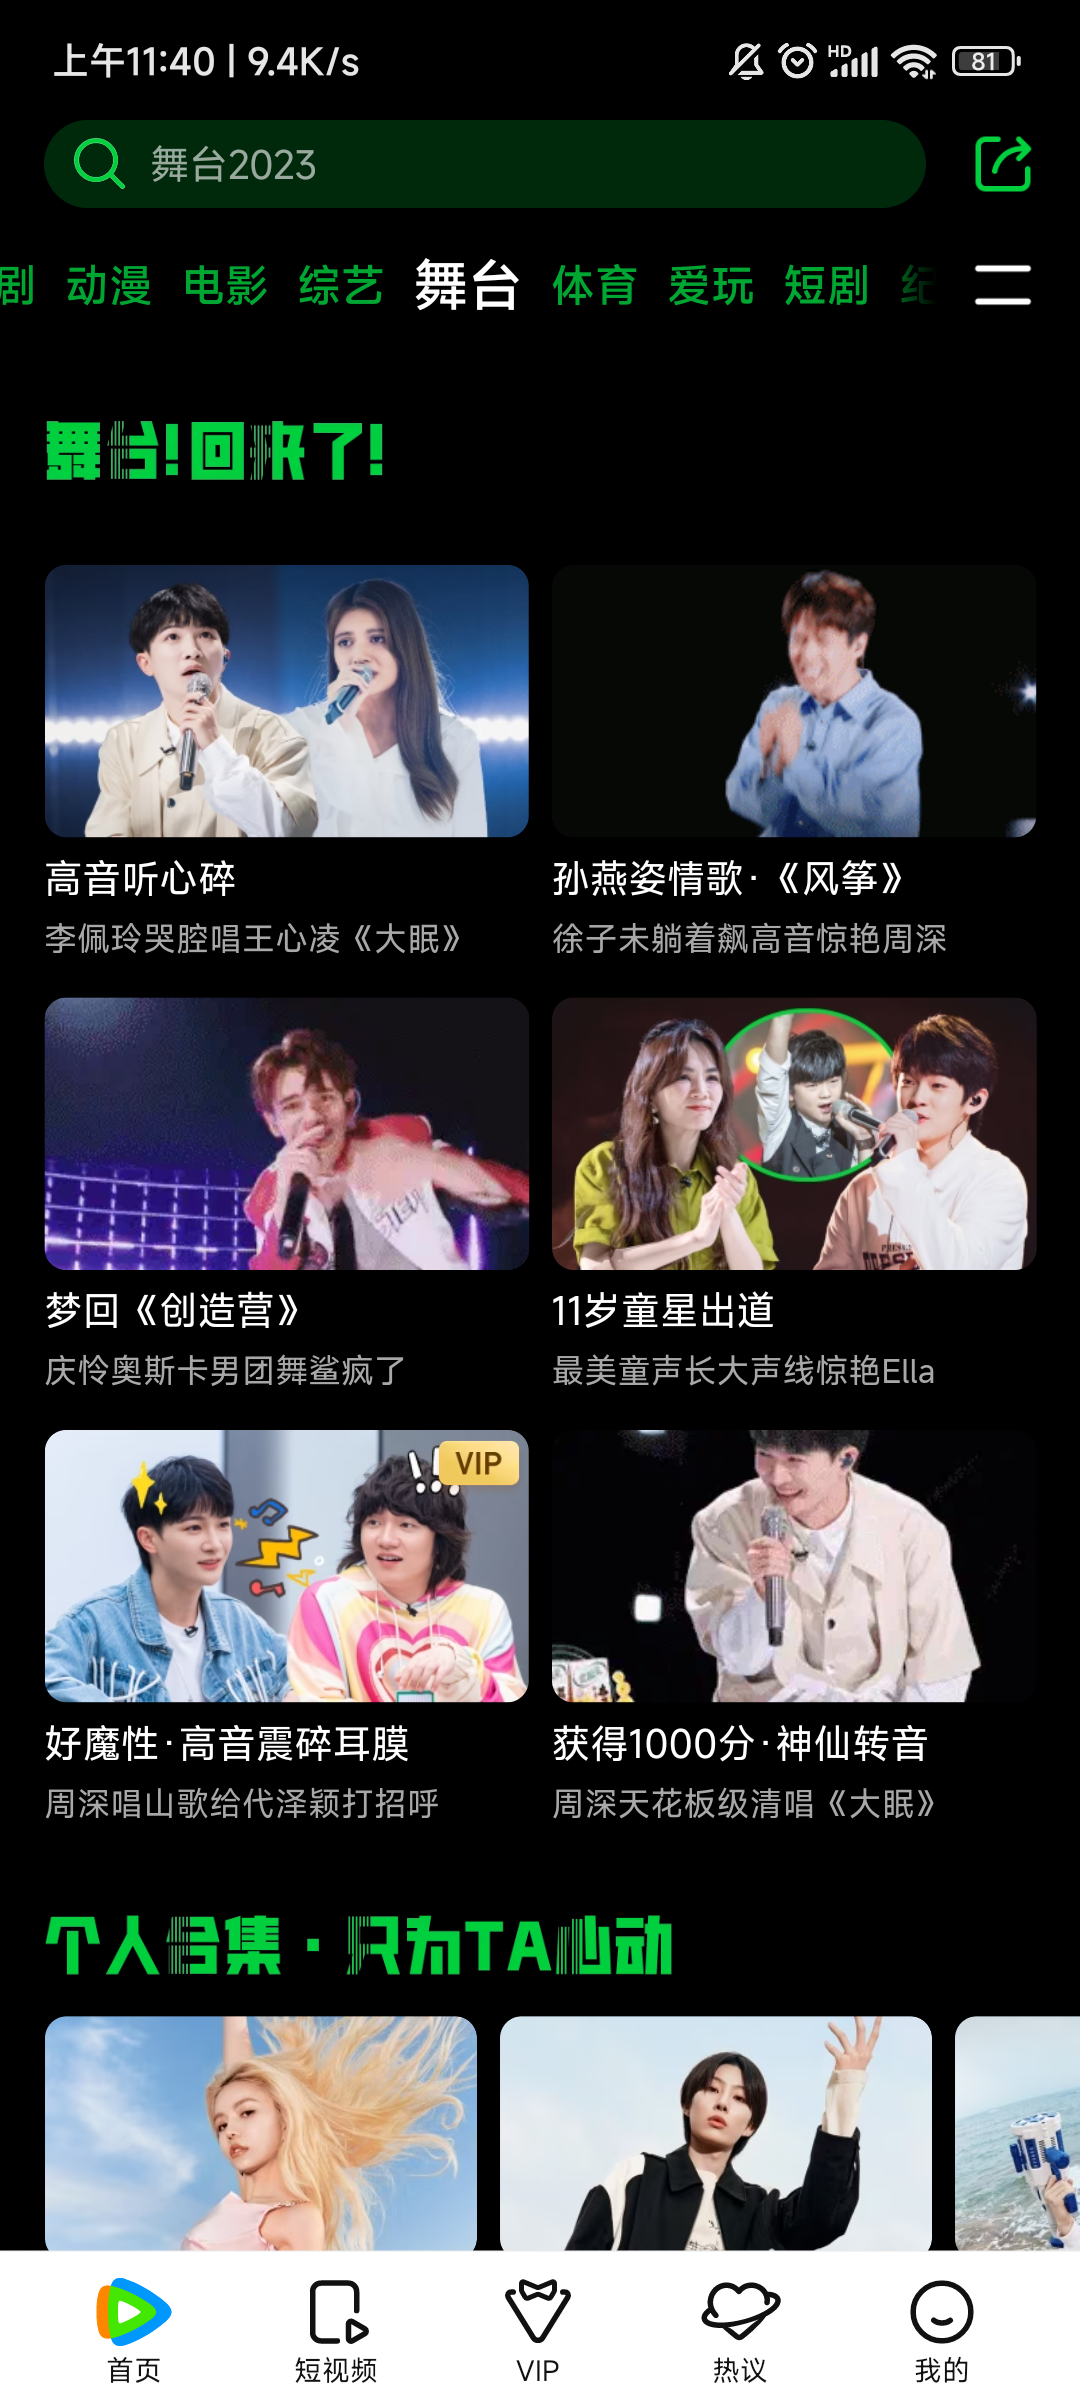 上午11:40 | 9.4K/s
HD
81
舞台2023
剧 动漫 电影 综艺 舞台 体育 爱玩 短剧
舞台!回来了!
高音听心碎
李佩玲哭腔唱王心凌《大眠》
孙燕姿情歌·《风筝》
徐子未躺着飙高音惊艳周深
梦回《创造营》
庆怜奥斯卡男团舞鲨疯了
11岁童星出道
最美童声长大声线惊艳Ella
VIP
好魔性·高音震碎耳膜
周深唱山歌给代泽颖打招呼
获得1000分·神仙转音
周深天花板级清唱《大眠》
个人合集·只为TA心动
首页 短视频 VIP 热议 我的